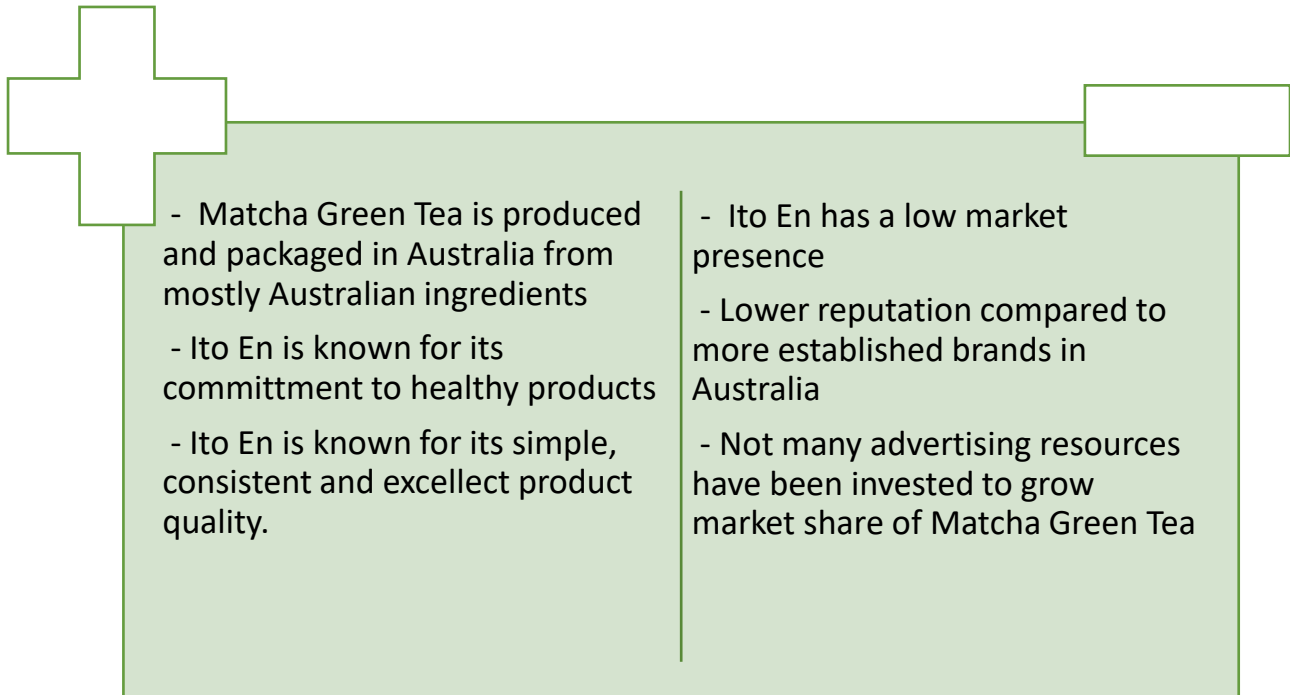 - Matcha Green Tea is produced
and packaged in Australia from
mostly Australian ingredients
- Ito En is known for its
committment to healthy products
- Ito En is known for its simple,
consistent and excellect product
quality.
- Ito En has a low market
presence
- Lower reputation compared to
more established brands in
Australia
- Not many advertising resources
have been invested to grow
market share of Matcha Green Tea